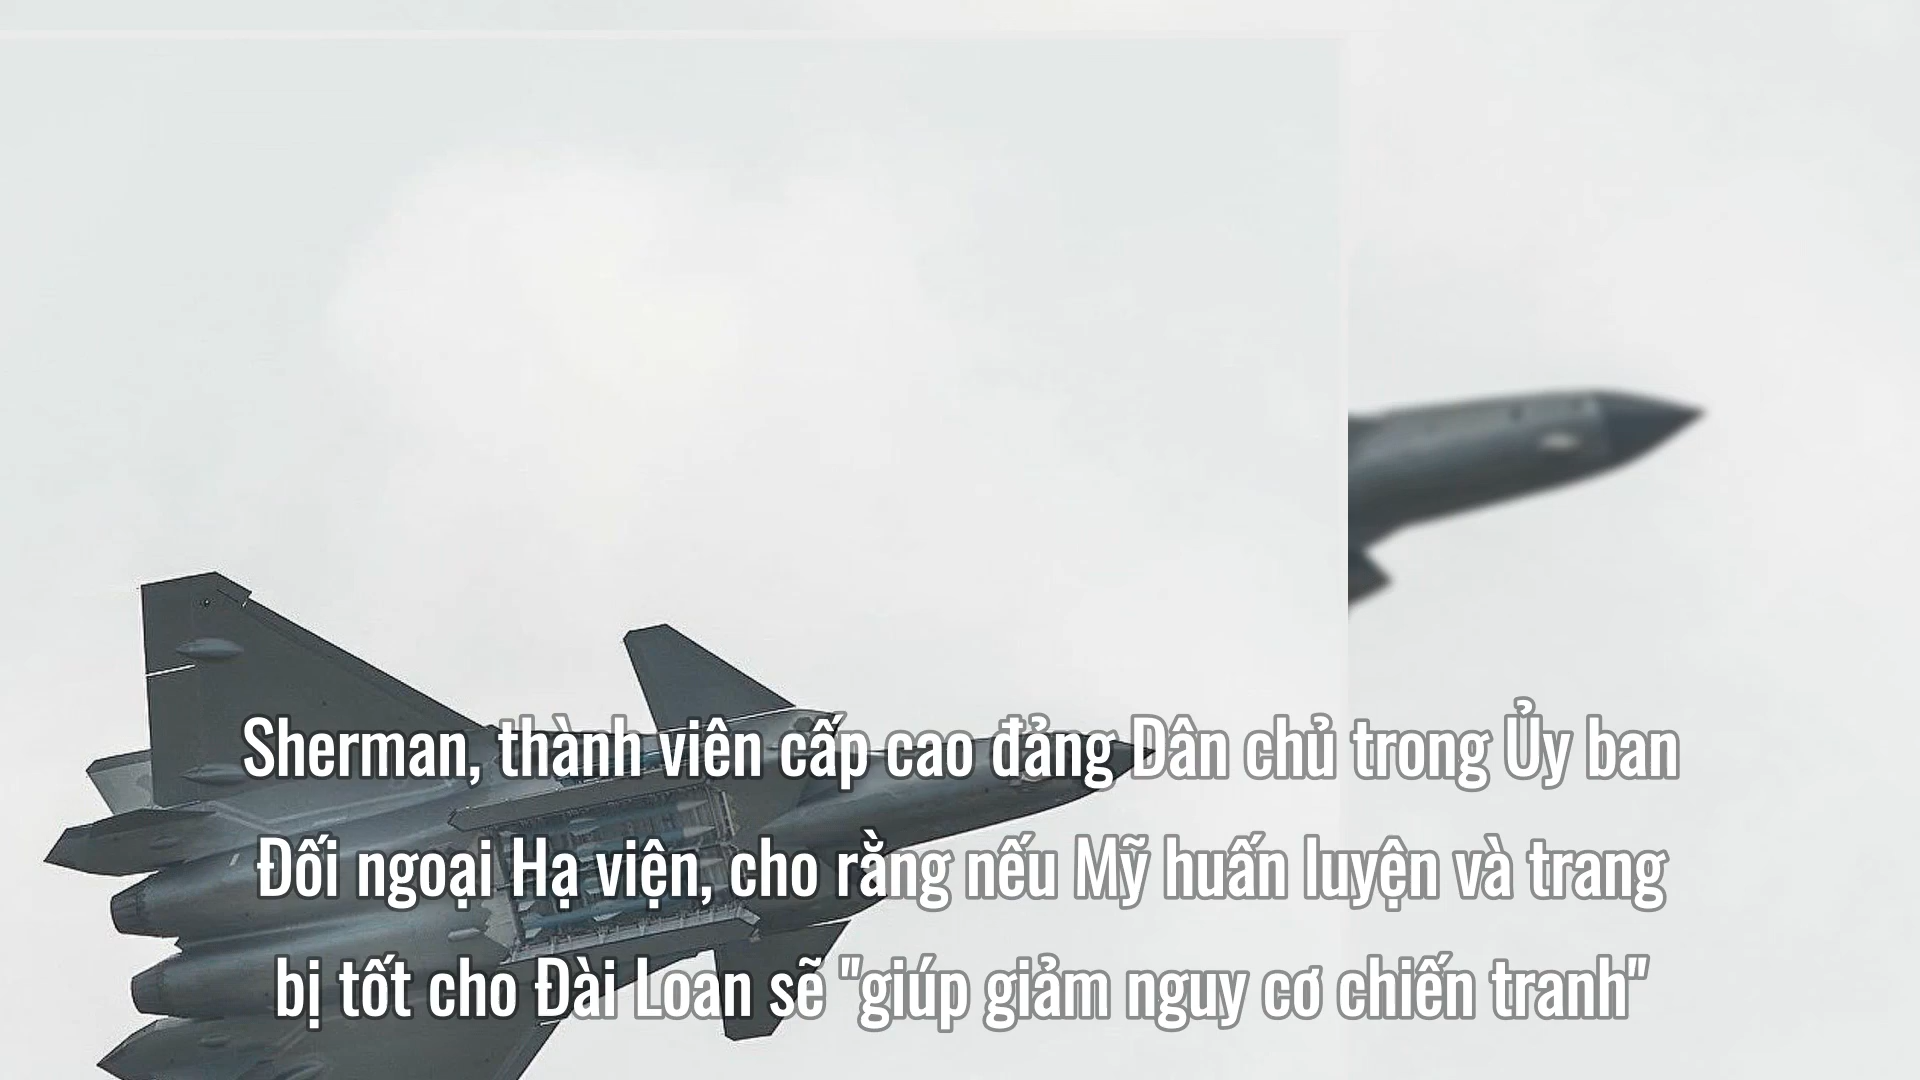 Sherman, thành viên cấp cao đảng Dân chủ trong Ủy ban
Đối ngoại Hạ viện, cho rằng nếu Mỹ huấn luyện và trang
bị tốt cho Đài Loan sẽ "giúp giảm nguy cơ chiến tranh"